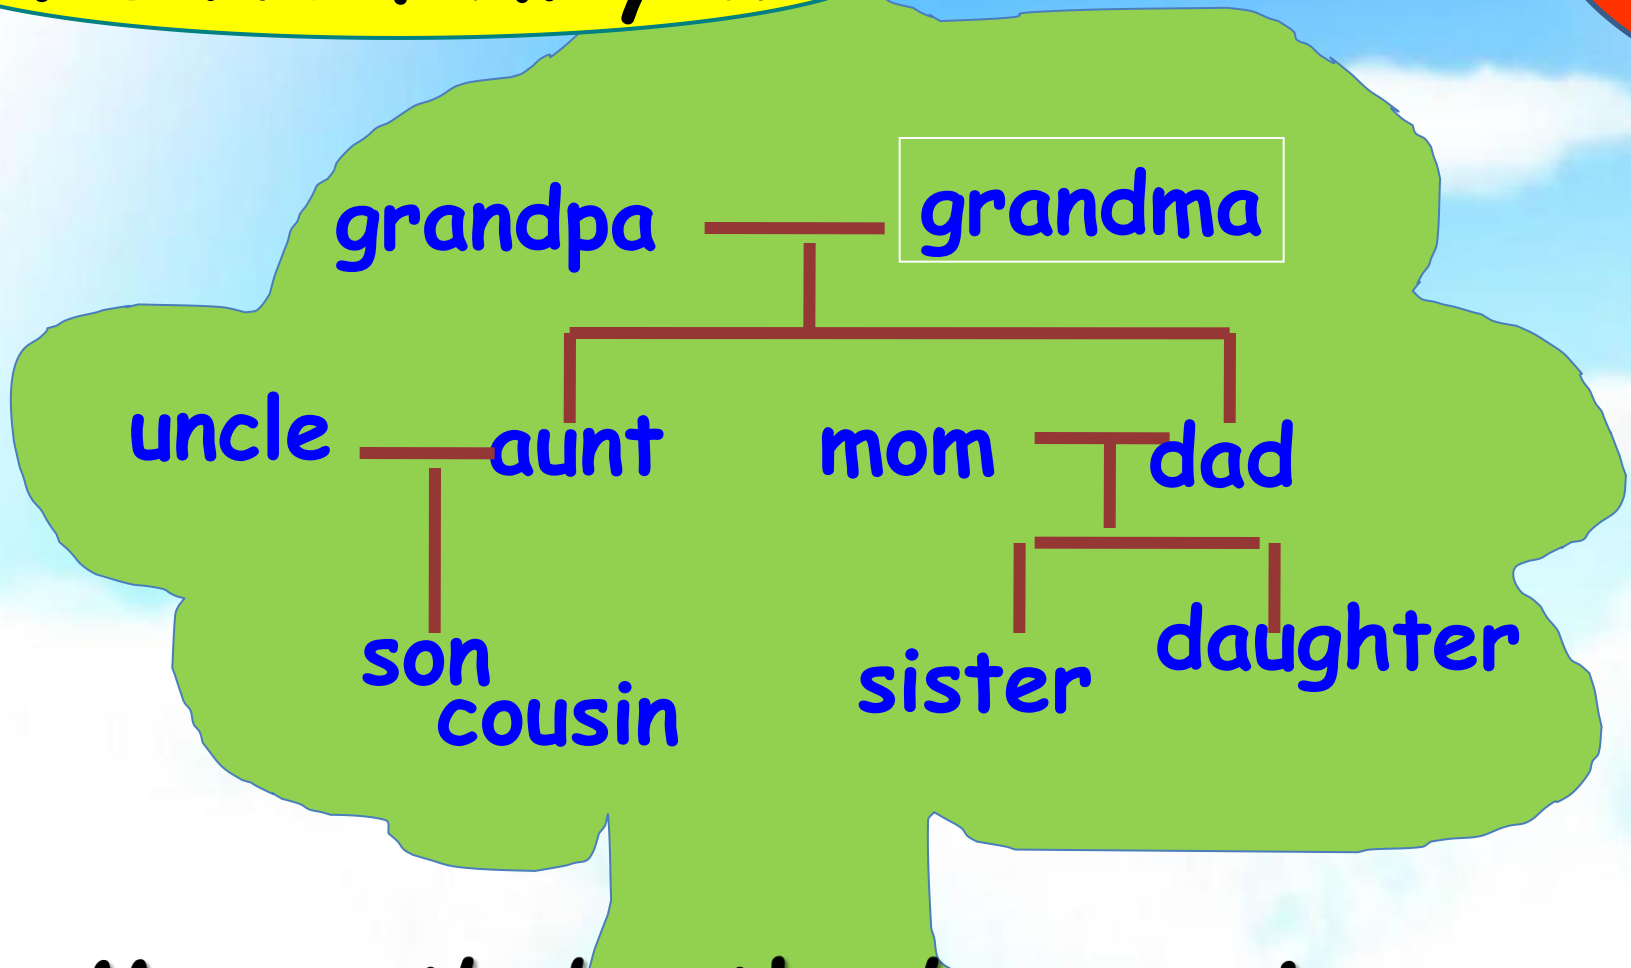 grandpa grandma
uncle aunt mom dad
son
cousin
sister
daughter